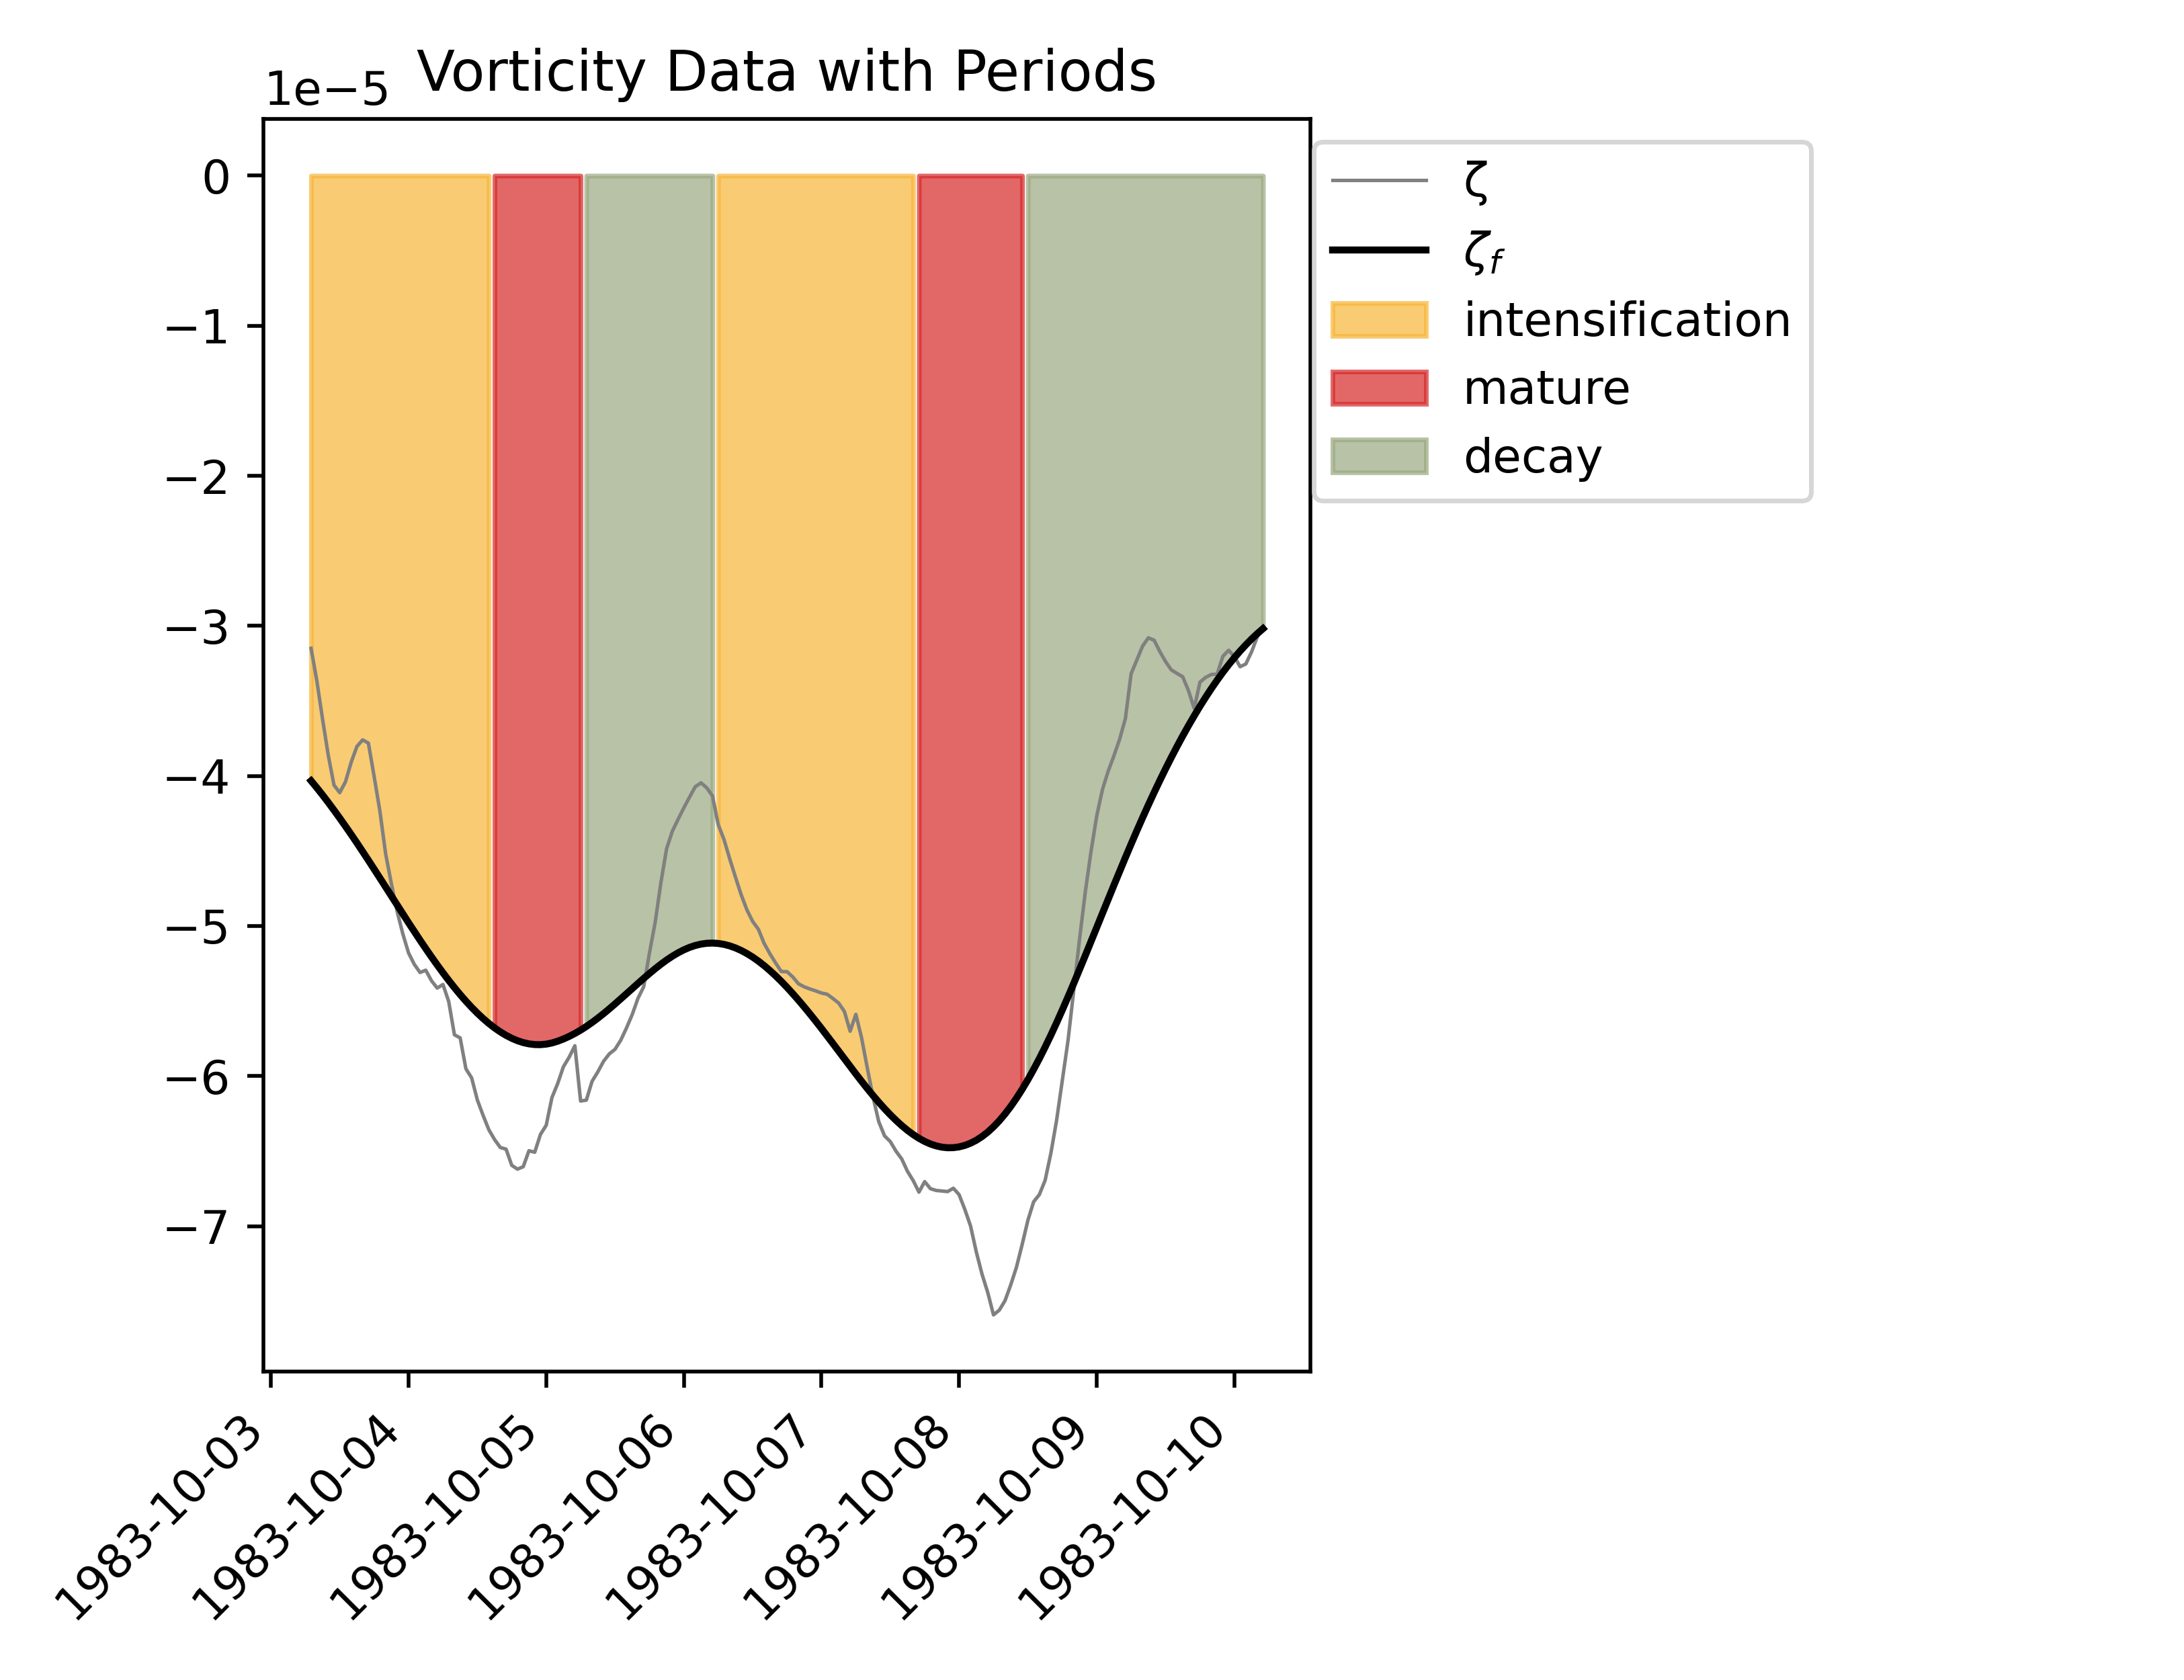 Vorticity Data with Periods
1e−5
0
−1
−2
−3
−4
−5
−6
−7
1983-10-03
1983-10-04
1983-10-05
1983-10-06
1983-10-07
1983-10-08
1983-10-09
1983-10-10
ζ
ζf
intensification
mature
decay